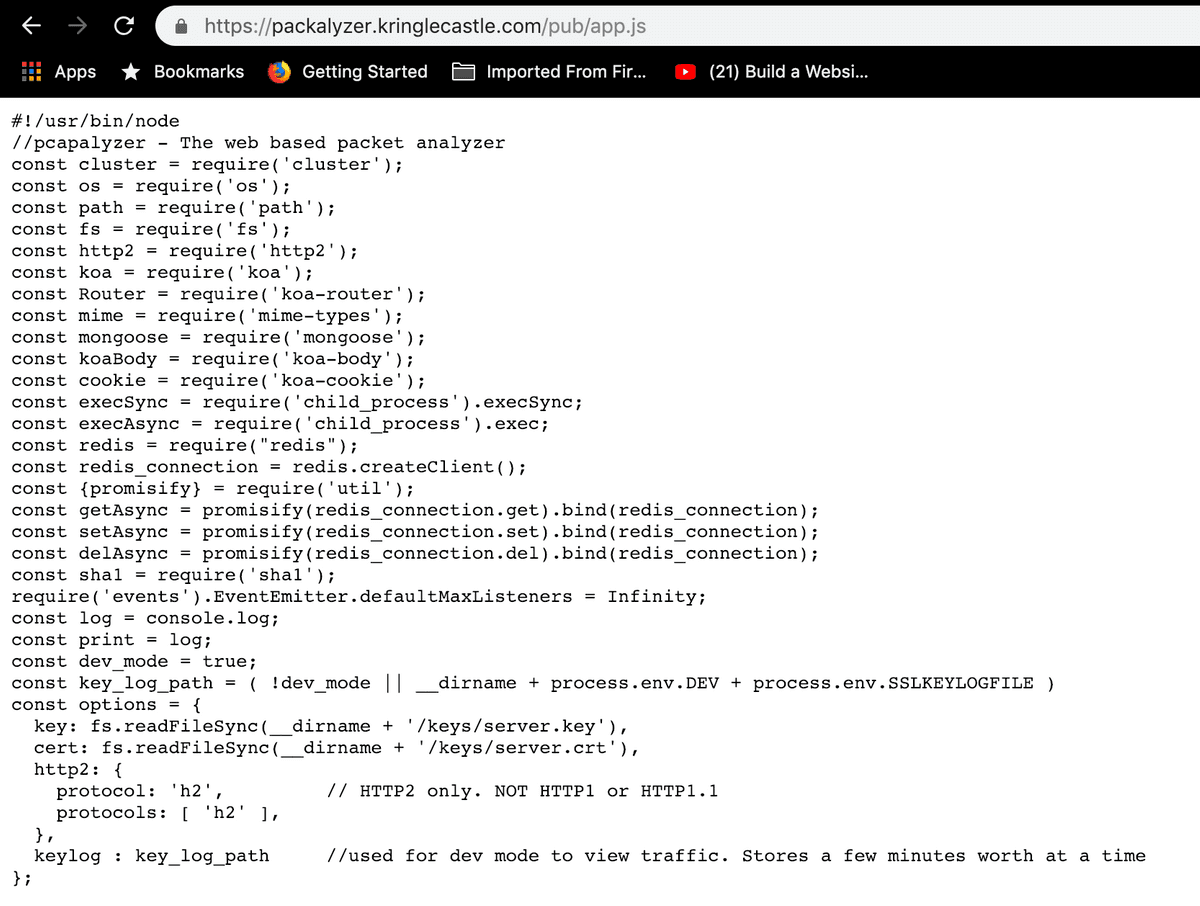 https://packalyzer.kringlecastle.com/pub/app.js
Apps Bookmarks Getting Started Imported From Fir... (21) Build a Websi...
#!/usr/bin/node
//pcapalyzer - The web based packet analyzer
const cluster = require('cluster');
const os = require('os');
const path = require('path');
const fs = require('fs');
const http2 = require('http2');
const koa = require('koa');
const Router = require('koa-router');
const mime = require('mime-types');
const mongoose = require('mongoose');
const koaBody = require('koa-body');
const cookie = require('koa-cookie');
const execSync = require('child_process').execSync;
const execAsync = require('child_process').exec;
const redis = require("redis");
const redis_connection = redis.createClient();
const {promisify} = require('util');
const getAsync = promisify(redis_connection.get).bind(redis_connection);
const setAsync = promisify(redis_connection.set).bind(redis_connection);
const delAsync = promisify(redis_connection.del).bind(redis_connection);
const sha1 = require('sha1');
require('events').EventEmitter.defaultMaxListeners = Infinity;
const log = console.log;
const print = log;
const dev_mode = true;
const key_log_path = ( !dev_mode || __dirname + process.env.DEV + process.env.SSLKEYLOGFILE )
const options = {
  key: fs.readFileSync(__dirname + '/keys/server.key'),
  cert: fs.readFileSync(__dirname + '/keys/server.crt'),
  http2: {
    protocol: 'h2',         // HTTP2 only. NOT HTTP1 or HTTP1.1
    protocols: [ 'h2' ],
  },
  keylog : key_log_path     //used for dev mode to view traffic. Stores a few minutes worth at a time
};